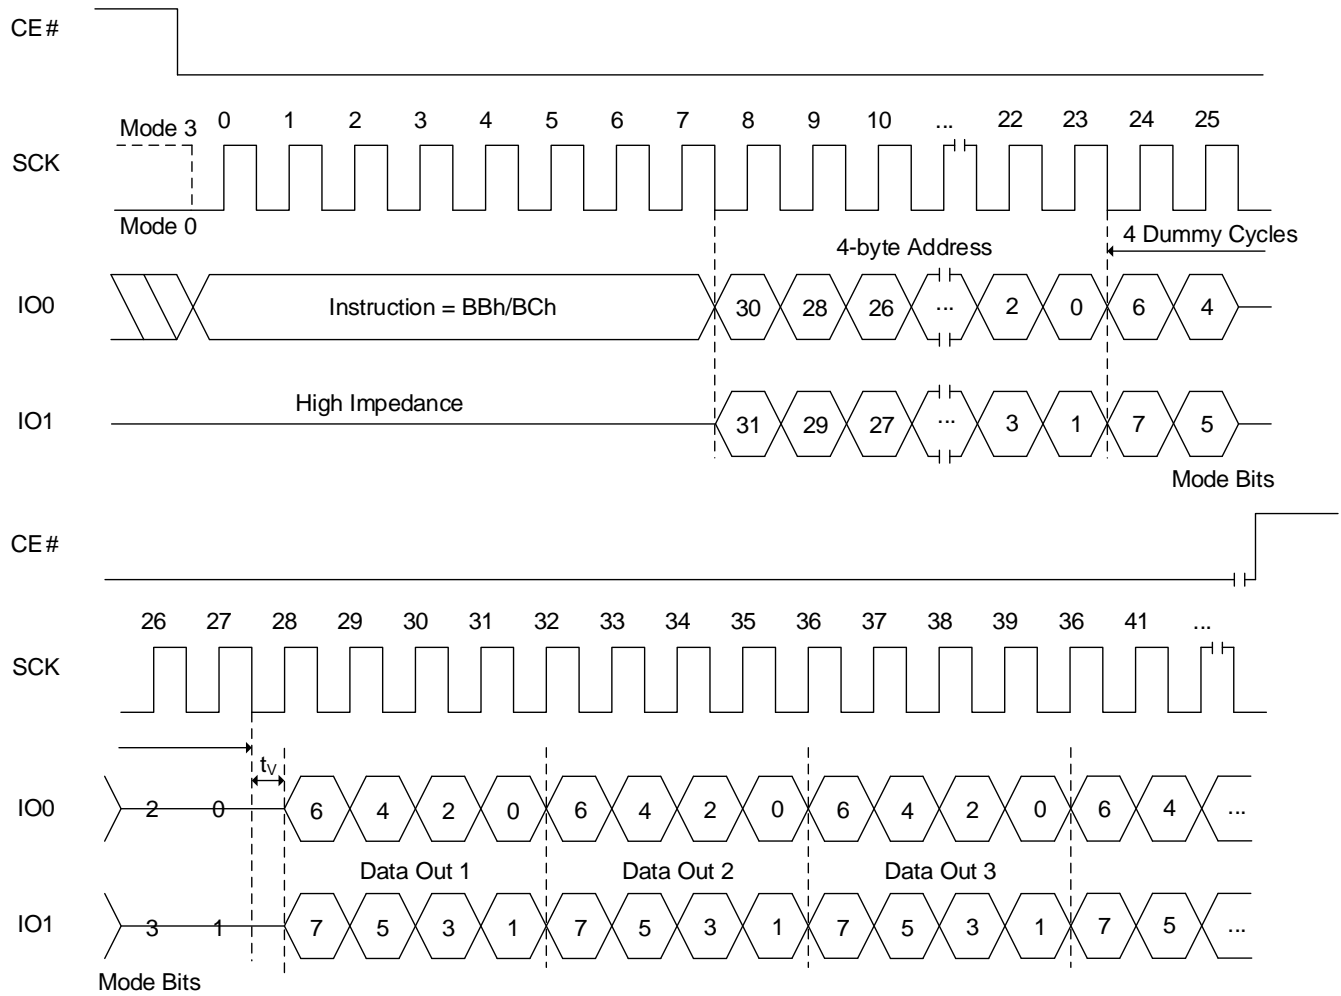 CE#
Mode 3 0 1 2 3 4 5 6 7 8 9 10 ... 22 23 24 25
SCK
Mode 0
4-byte Address 4 Dummy Cycles
IO0 Instruction = BBh/BCh 30 28 26 ... 2 0 6 4
High Impedance
IO1 31 29 27 ... 3 1 7 5
Mode Bits
CE#
26 27 28 29 30 31 32 33 34 35 36 37 38 39 36 41 ...
SCK
tV
IO0 2 0 6 4 2 0 6 4 2 0 6 4 2 0 6 4 ...
Data Out 1 Data Out 2 Data Out 3
IO1 3 1 7 5 3 1 7 5 3 1 7 5 3 1 7 5 ...
Mode Bits